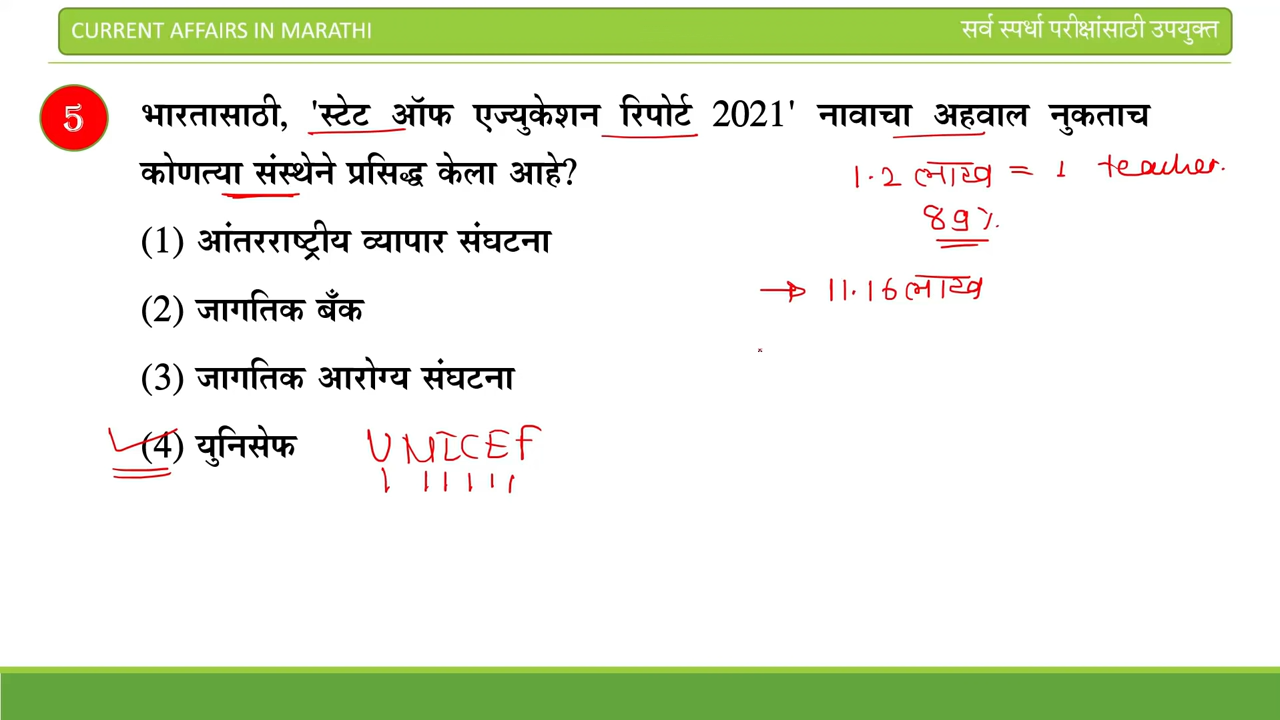 CURRENT AFFAIRS IN MARATHI
सर्व स्पर्धा परीक्षांसाठी उपयुक्त
5
भारतासाठी, 'स्टेट ऑफ एज्युकेशन रिपोर्ट 2021' नावाचा अहवाल नुकताच
कोणत्या संस्थेने प्रसिद्ध केला आहे?
1.2 लाख = 1 teacher.
89%
(1) आंतरराष्ट्रीय व्यापार संघटना
→ 11.16 लाख
(2) जागतिक बँक
(3) जागतिक आरोग्य संघटना
(4) युनिसेफ UNICEF